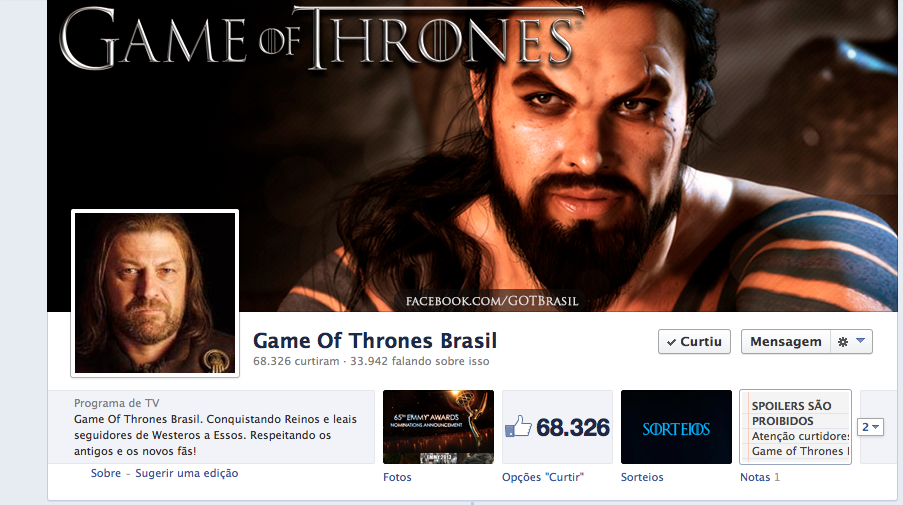 GAME OF THRONES
FACEBOOK.COM/GOTBRASIL
Game Of Thrones Brasil
68.326 curtiram · 33.942 falando sobre isso
Curtiu
Mensagem
Programa de TV
Game Of Thrones Brasil. Conquistando Reinos e leais
seguidores de Westeros a Essos. Respeitando os
antigos e os novos fãs!
Sobre - Sugerir uma edição
65TH EMMY® AWARDS
NOMINATIONS ANNOUNCEMENT
EMMY 2013
Fotos
68.326
Opções "Curtir"
SORTEIOS
Sorteios
SPOILERS SÃO
PROIBIDOS
Atenção curtidores
Game of Thrones
Notas 1
2